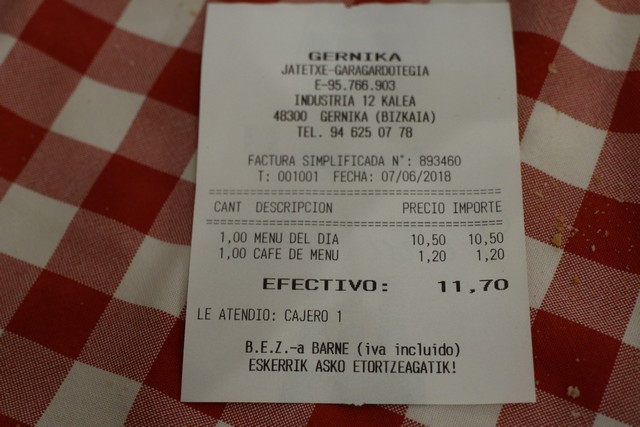 GERNIKA
JATETXE-GARAGARDOTEGIA
E-95.766.903
INDUSTRIA 12 KALEA
48300 GERNIKA (BIZKAIA)
TEL. 94 625 07 78
FACTURA SIMPLIFICADA Nº: 893460
T: 001001 FECHA: 07/06/2018
CANT DESCRIPCION PRECIO IMPORTE
1,00 MENU DEL DIA 10,50 10,50
1,00 CAFE DE MENU 1,20 1,20
EFECTIVO: 11,70
LE ATENDIO: CAJERO 1
B.E.Z.-a BARNE (iva incluido)
ESKERRIK ASKO ETORTZEAGATIK!